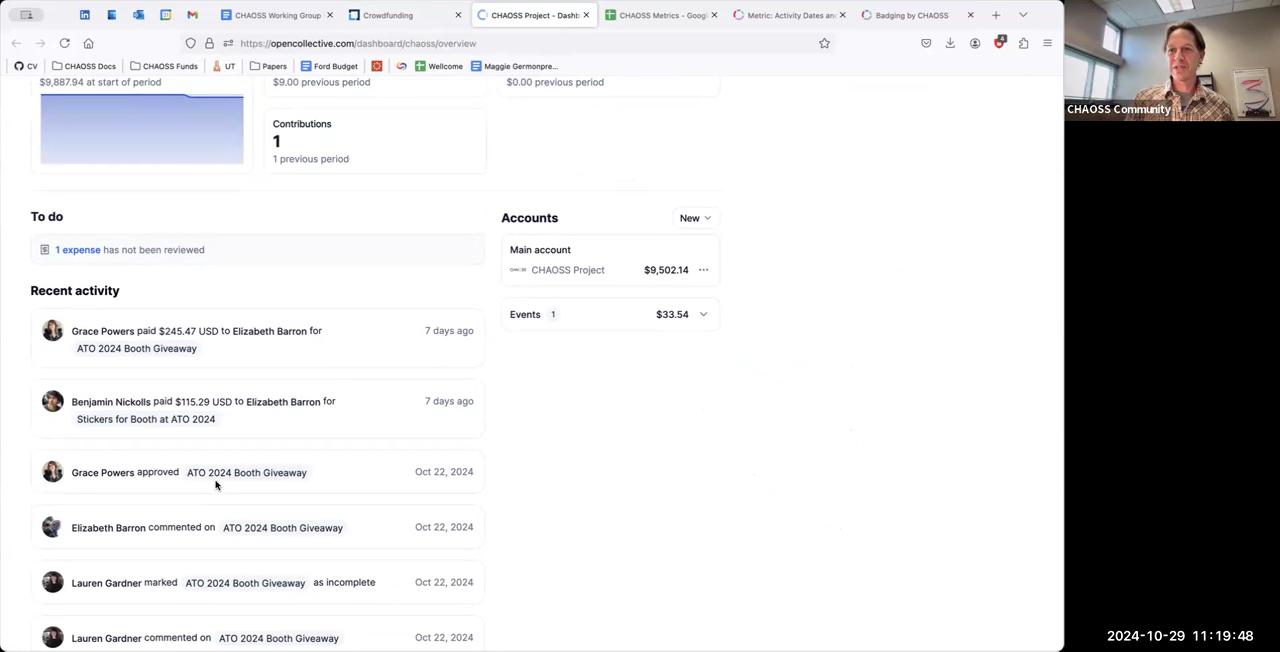 CHAOSS Working Group
Crowdfunding
CHAOSS Project - Dashb
CHAOSS Metrics - Googl
Metric: Activity Dates and
Badging by CHAOSS
https://opencollective.com/dashboard/chaoss/overview
4
CV
CHAOSS Docs
CHAOSS Funds
UT
Papers
Ford Budget
Wellcome
Maggie Germonpre...
$9,887.94 at start of period
$9.00 previous period
$0.00 previous period
Contributions
1
1 previous period
To do
1 expense has not been reviewed
Accounts
New
Main account
CHAOSS Project
$9,502.14
Events 1
$33.54
Recent activity
Grace Powers paid $245.47 USD to Elizabeth Barron for
ATO 2024 Booth Giveaway
7 days ago
Benjamin Nickolls paid $115.29 USD to Elizabeth Barron for
Stickers for Booth at ATO 2024
7 days ago
Grace Powers approved ATO 2024 Booth Giveaway
Oct 22, 2024
Elizabeth Barron commented on ATO 2024 Booth Giveaway
Oct 22, 2024
Lauren Gardner marked ATO 2024 Booth Giveaway as incomplete
Oct 22, 2024
Lauren Gardner commented on ATO 2024 Booth Giveaway
Oct 22, 2024
CHAOSS Community
2024-10-29 11:19:48